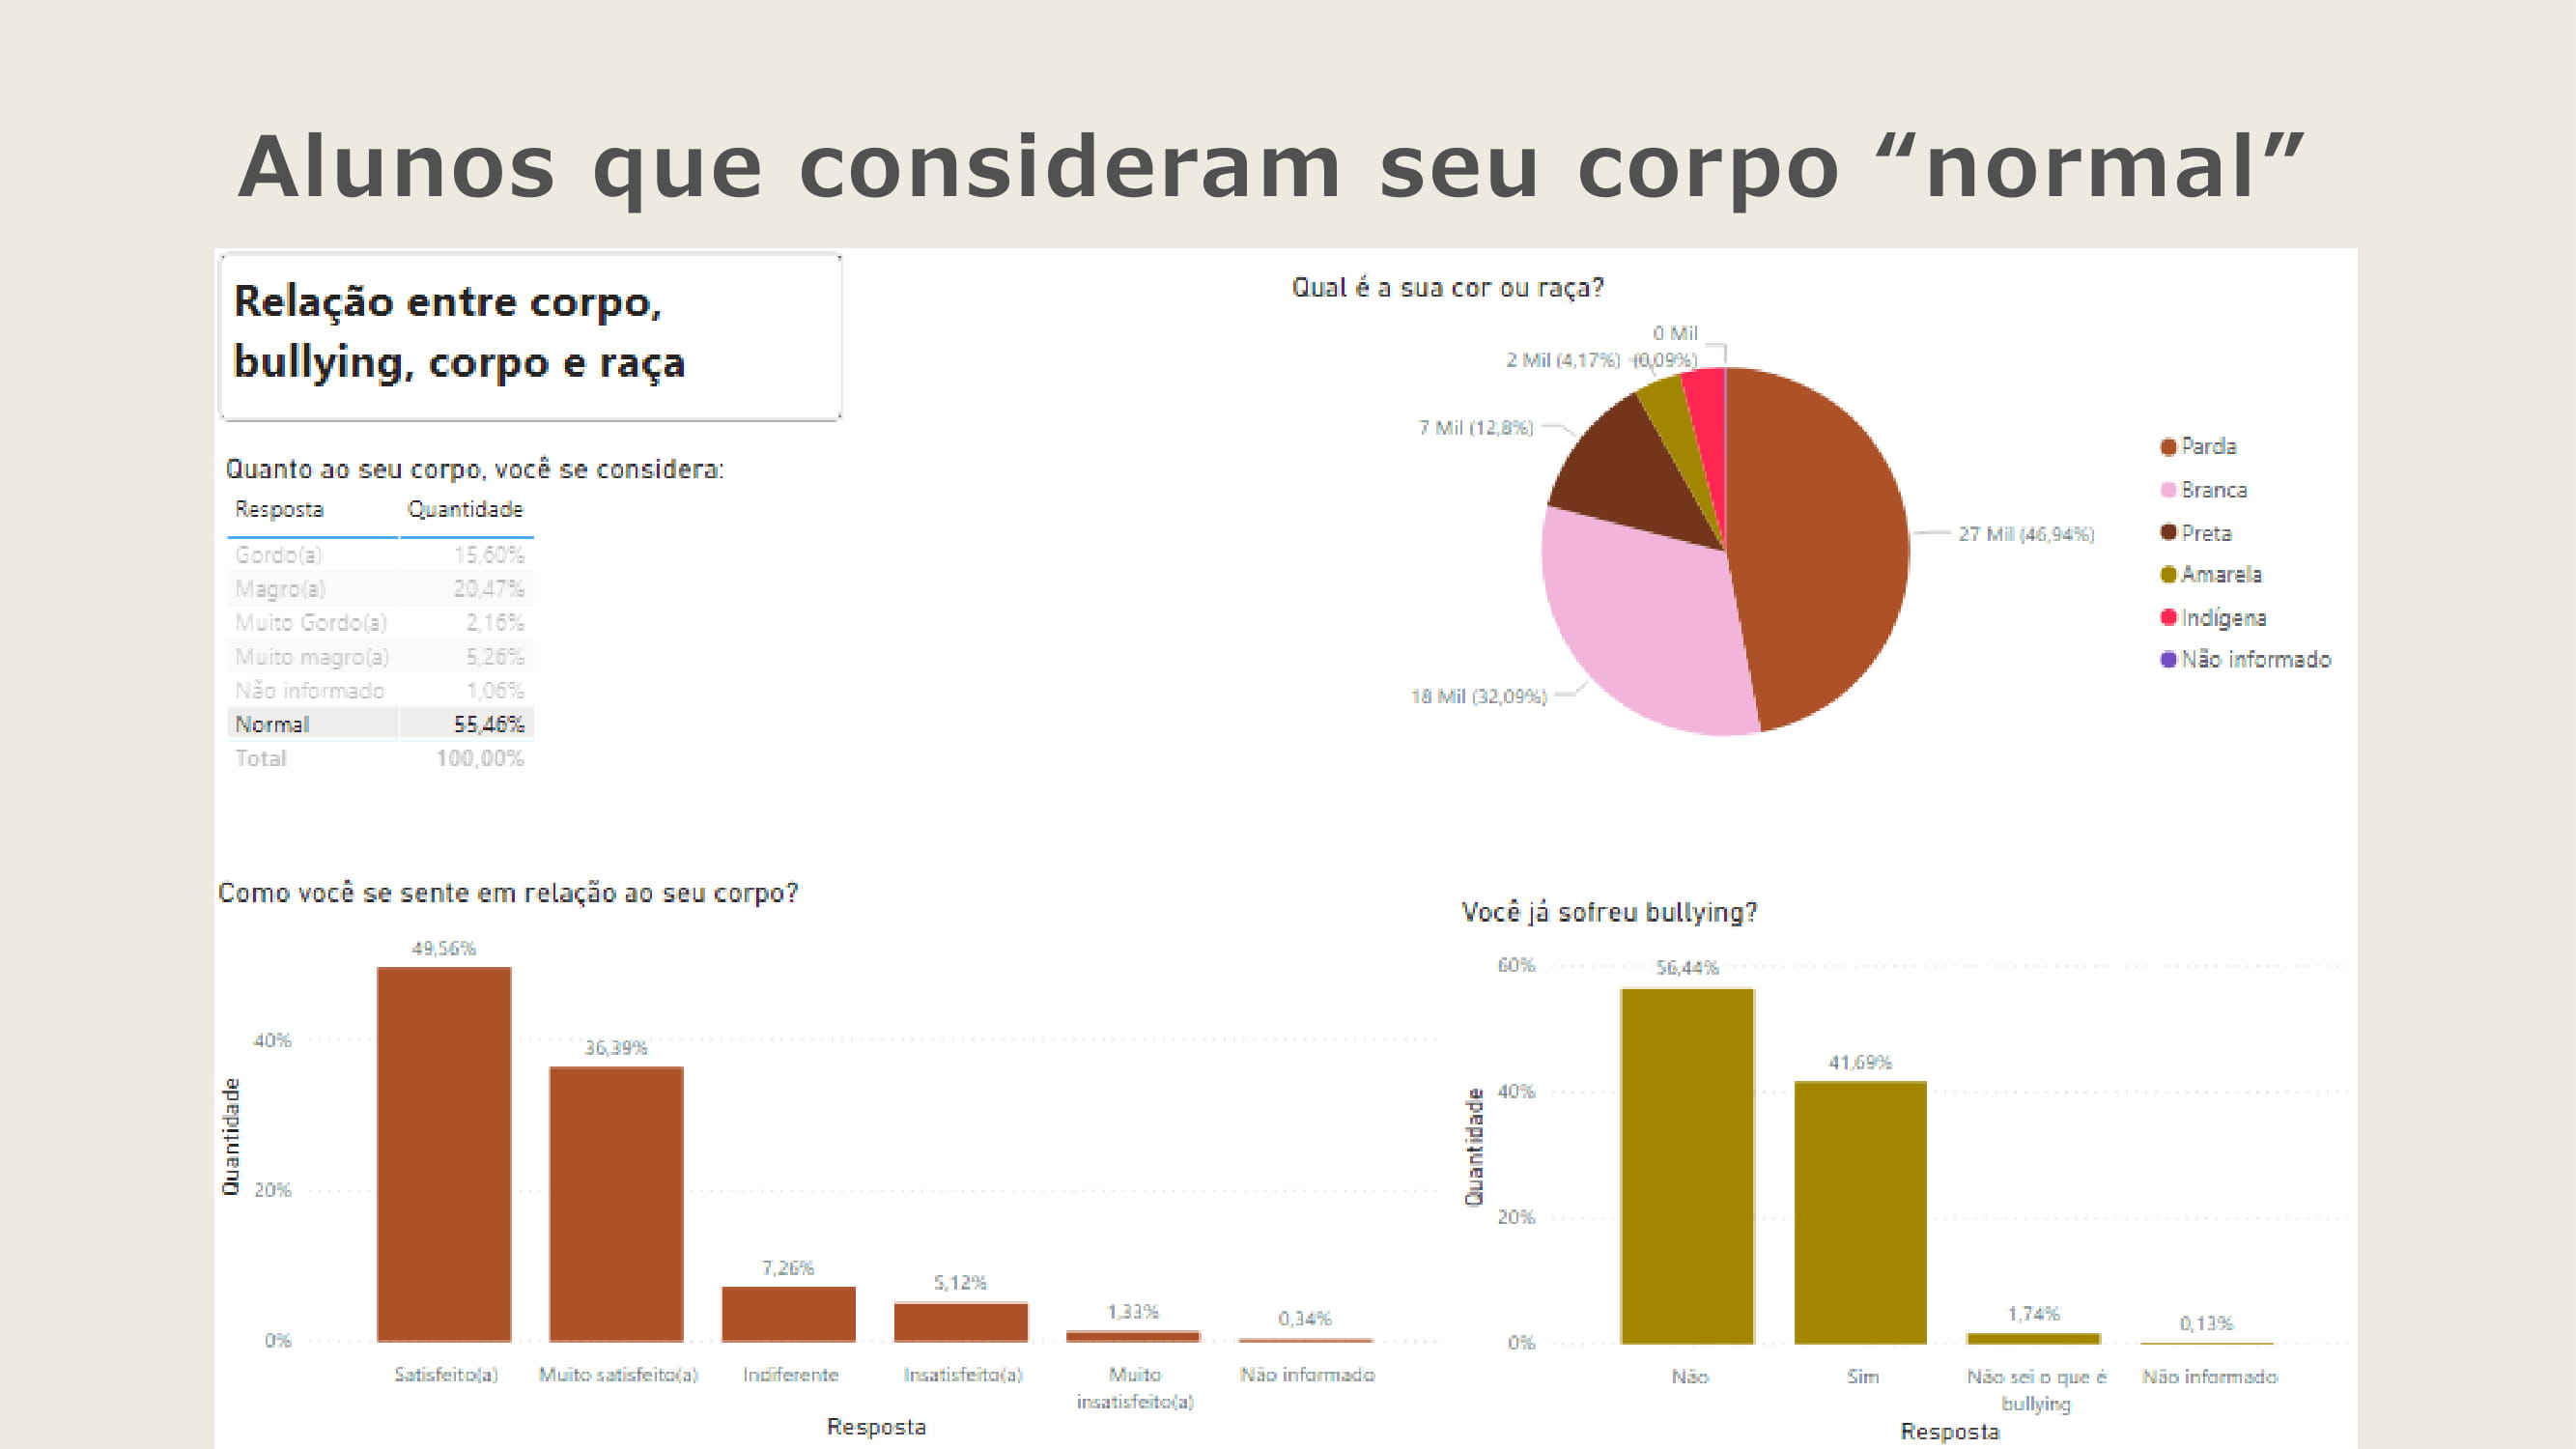 Alunos que consideram seu corpo “normal”
Relação entre corpo,
bullying, corpo e raça
Quanto ao seu corpo, você se considera:
Resposta Quantidade
Gordo(a) 15,60%
Magro(a) 20,47%
Muito Gordo(a) 2,16%
Muito magro(a) 5,26%
Não informado 1,06%
Normal 55,46%
Total 100,00%
Qual é a sua cor ou raça?
0 Mil
2 Mil (4,17%) (0,09%)
7 Mil (12,8%)
27 Mil (46,94%)
18 Mil (32,09%)
Parda
Branca
Preta
Amarela
Indígena
Não informado
Como você se sente em relação ao seu corpo?
49,56%
36,39%
7,26%
5,12%
1,33%
0,34%
40%
20%
0%
Quantidade
Satisfeito(a) Muito satisfeito(a) Indiferente Insatisfeito(a) Muito Não informado
insatisfeito(a)
Resposta
Você já sofreu bullying?
56,44%
41,69%
1,74%
0,13%
60%
40%
20%
0%
Quantidade
Não Sim Não sei o que é Não informado
bullying
Resposta